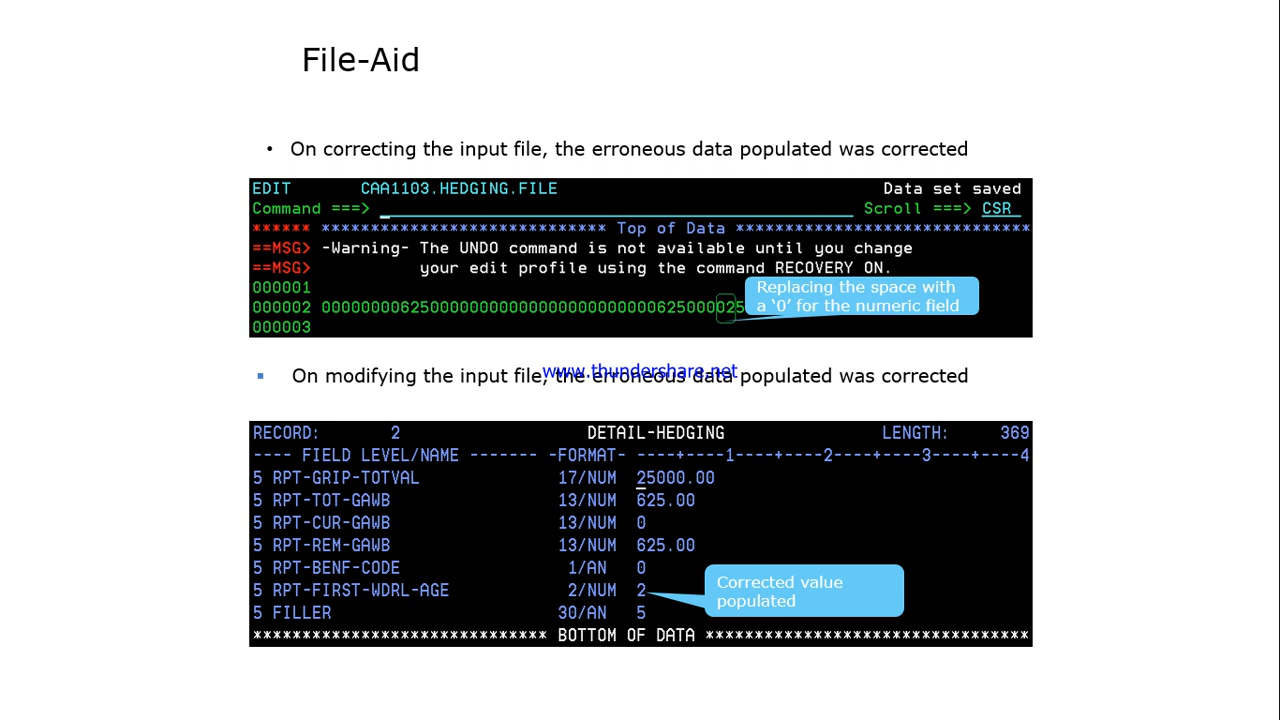 File-Aid
• On correcting the input file, the erroneous data populated was corrected
EDIT CAA1103.HEDGING.FILE Data set saved
Command ===> Scroll ===> CSR
****** ***************************** Top of Data ******************************
==MSG> -Warning- The UNDO command is not available until you change
==MSG> your edit profile using the command RECOVERY ON.
000001
000002 0000000062500000000000000000000000625000025
000003
Replacing the space with
a ‘0’ for the numeric field
www.thundershare.net
▪ On modifying the input file, the erroneous data populated was corrected
RECORD: 2 DETAIL-HEDGING LENGTH: 369
---- FIELD LEVEL/NAME ------- -FORMAT- ----+----1----+----2----+----3----+----4
5 RPT-GRIP-TOTVAL 17/NUM 25000.00
5 RPT-TOT-GAWB 13/NUM 625.00
5 RPT-CUR-GAWB 13/NUM 0
5 RPT-REM-GAWB 13/NUM 625.00
5 RPT-BENF-CODE 1/AN 0
5 RPT-FIRST-WDRL-AGE 2/NUM 2
5 FILLER 30/AN 5
Corrected value
populated
****************************** BOTTOM OF DATA *********************************